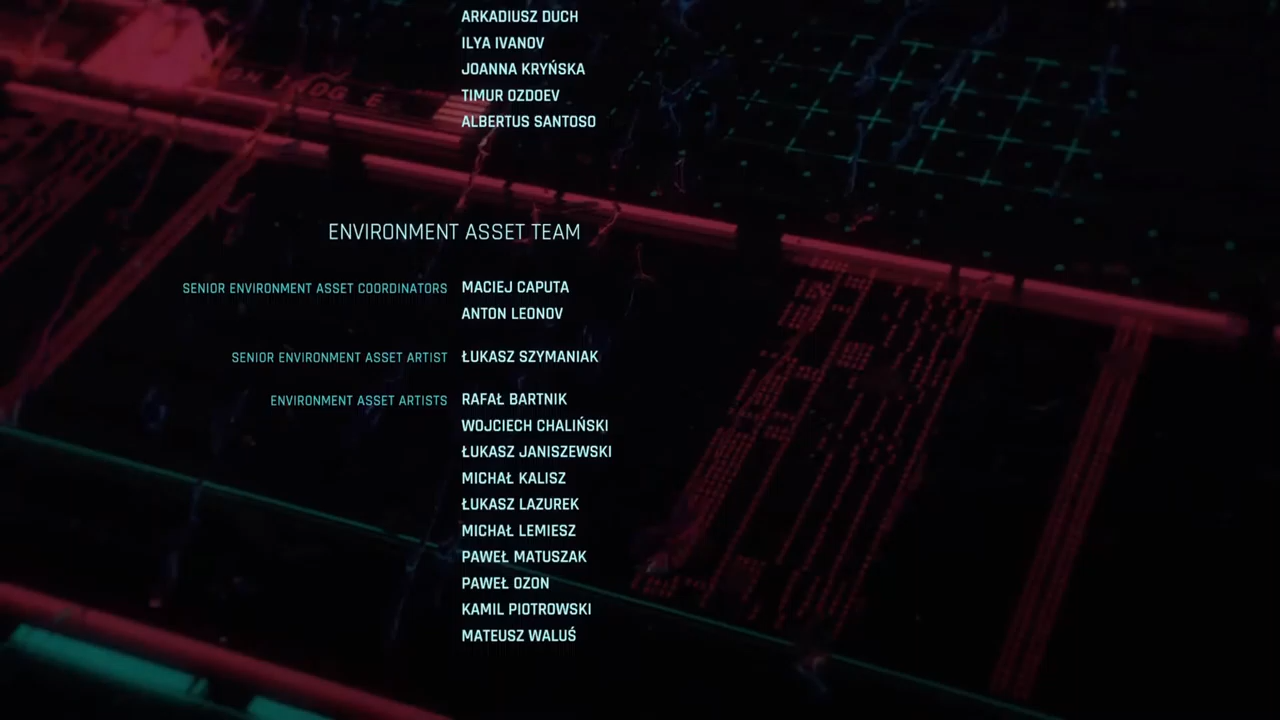 ARKADIUSZ DUCH
ILYA IVANOV
JOANNA KRYŃSKA
TIMUR OZDOEV
ALBERTUS SANTOSO
ENVIRONMENT ASSET TEAM
SENIOR ENVIRONMENT ASSET COORDINATORS MACIEJ CAPUTA
ANTON LEONOV
SENIOR ENVIRONMENT ASSET ARTIST ŁUKASZ SZYMANIAK
ENVIRONMENT ASSET ARTISTS RAFAŁ BARTNIK
WOJCIECH CHALIŃSKI
ŁUKASZ JANISZEWSKI
MICHAŁ KALISZ
ŁUKASZ LAZUREK
MICHAŁ LEMIESZ
PAWEŁ MATUSZAK
PAWEŁ OZON
KAMIL PIOTROWSKI
MATEUSZ WALUŚ